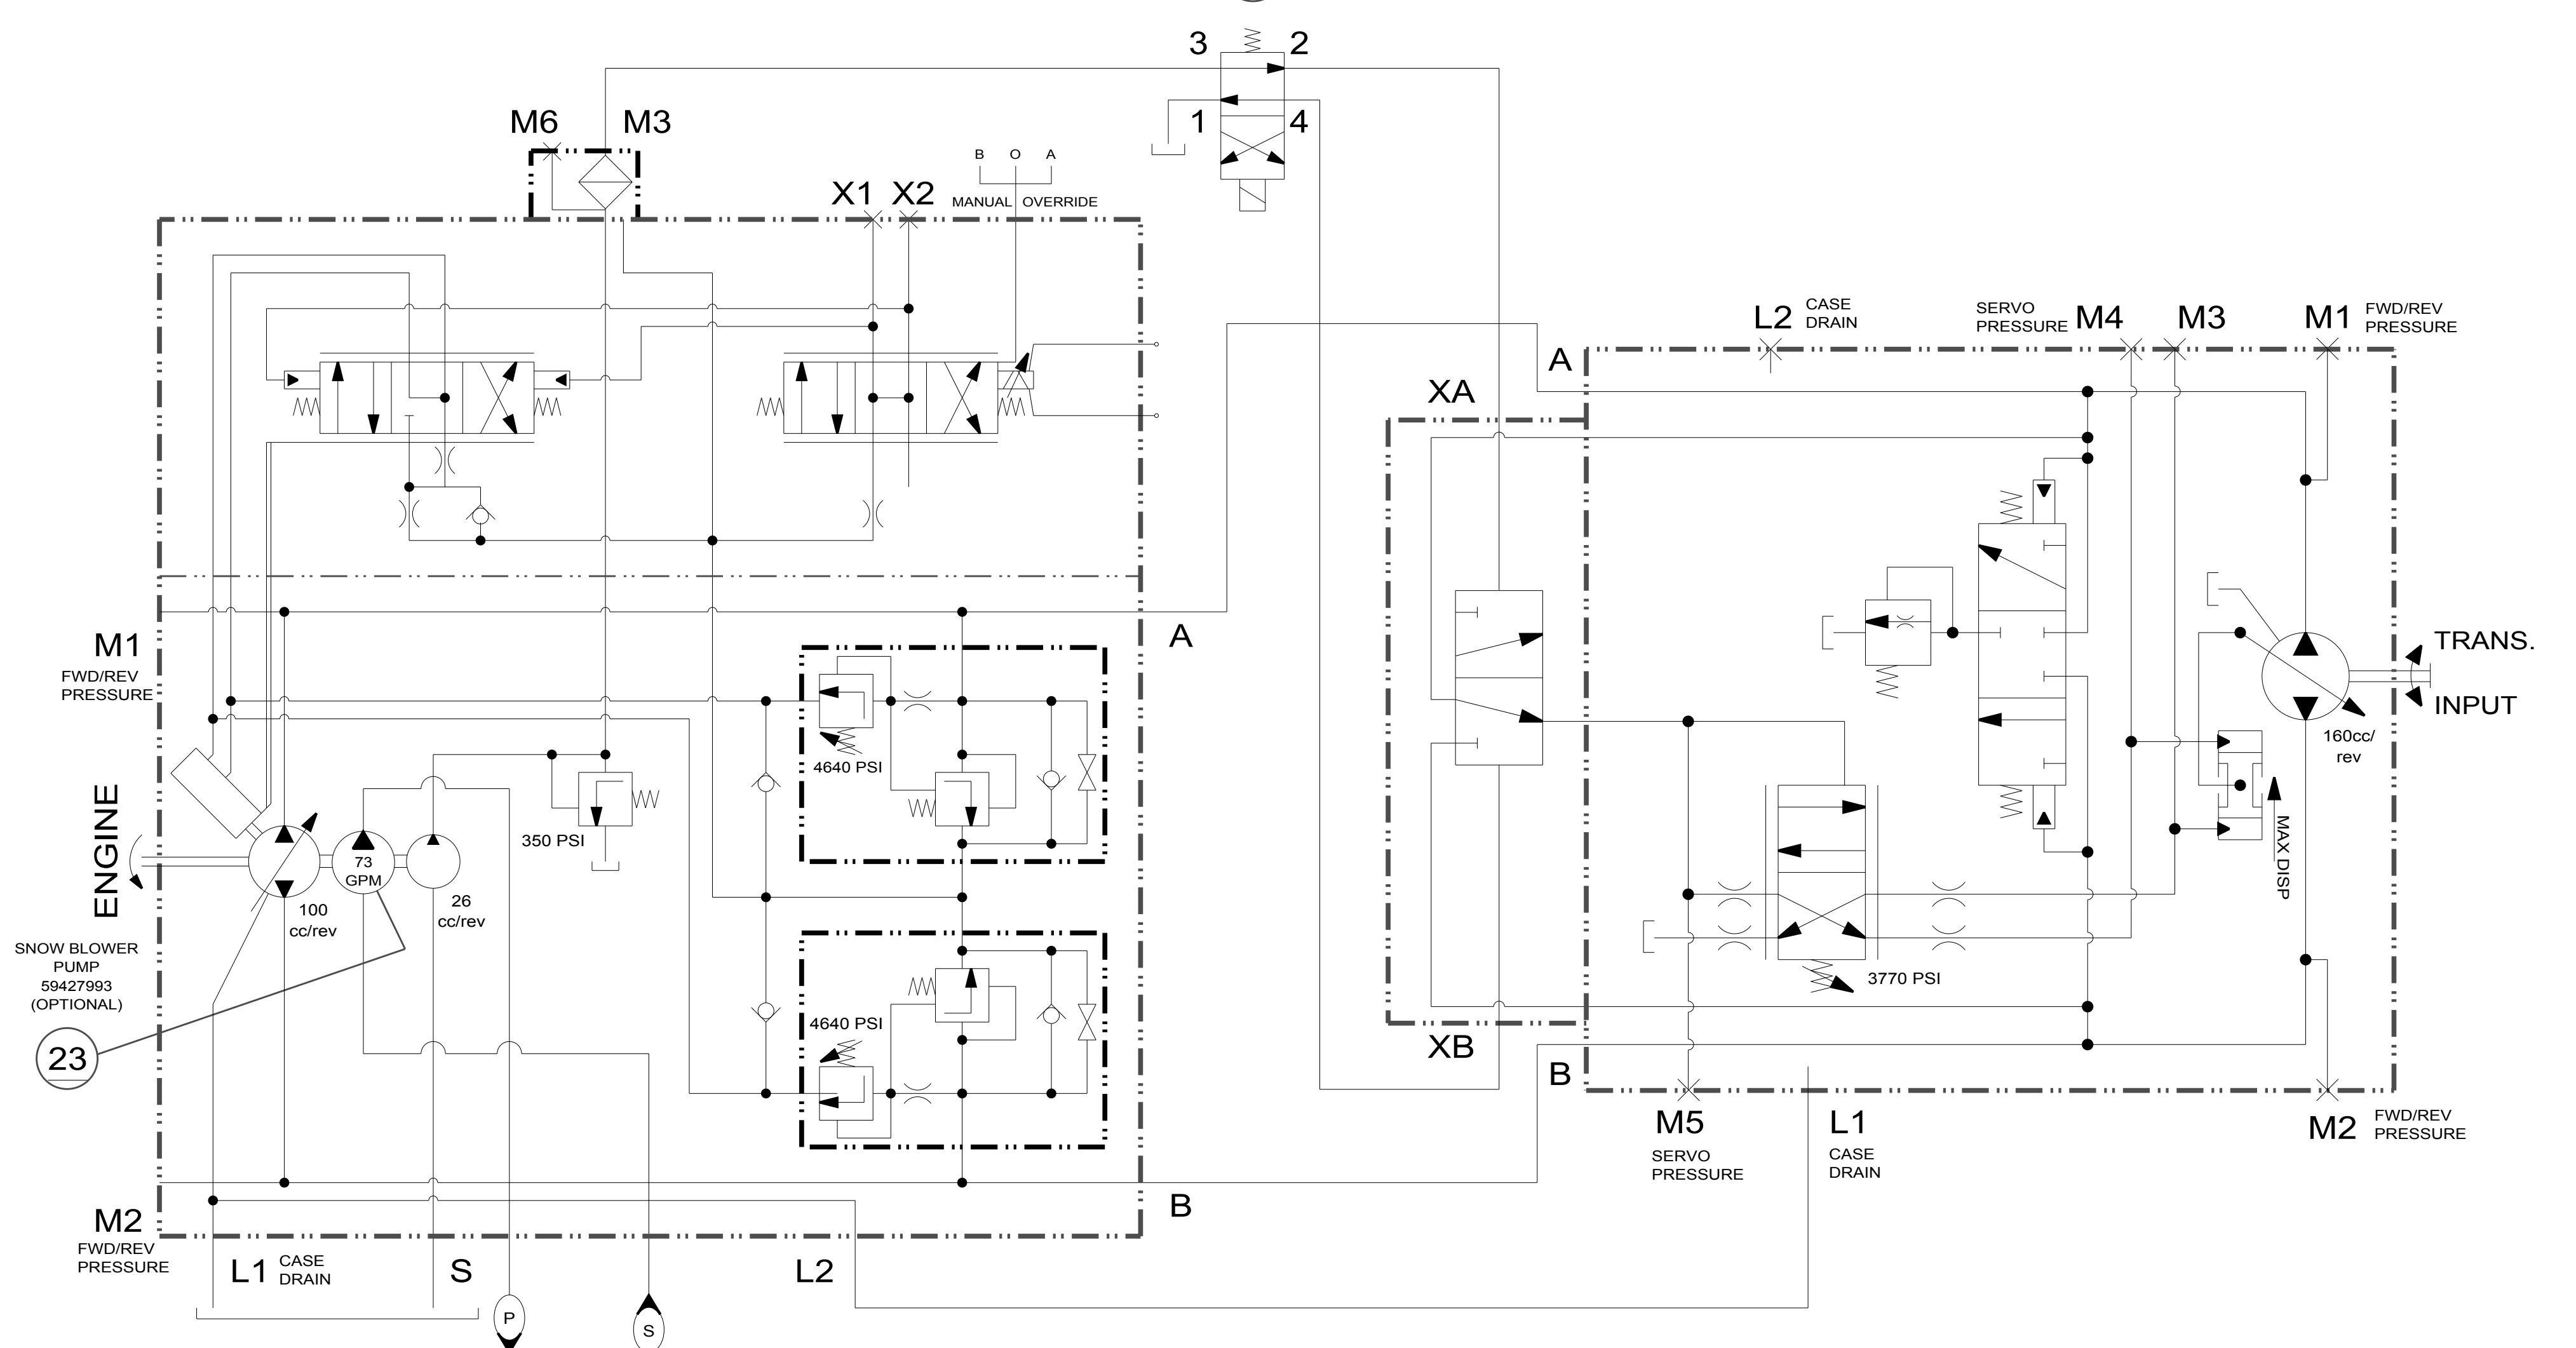 3
2
1
4
M6
M3
B
O
A
X1
X2
MANUAL OVERRIDE
L2
CASE
DRAIN
SERVO
PRESSURE
M4
M3
M1
FWD/REV
PRESSURE
A
XA
M1
FWD/REV
PRESSURE
A
TRANS.
INPUT
160cc/
rev
4640 PSI
350 PSI
ENGINE
MAX DISP
73
GPM
100
cc/rev
26
cc/rev
SNOW BLOWER
PUMP
59427993
(OPTIONAL)
23
3770 PSI
4640 PSI
XB
B
M5
SERVO
PRESSURE
L1
CASE
DRAIN
M2
FWD/REV
PRESSURE
B
M2
FWD/REV
PRESSURE
L1
CASE
DRAIN
S
L2
P
S